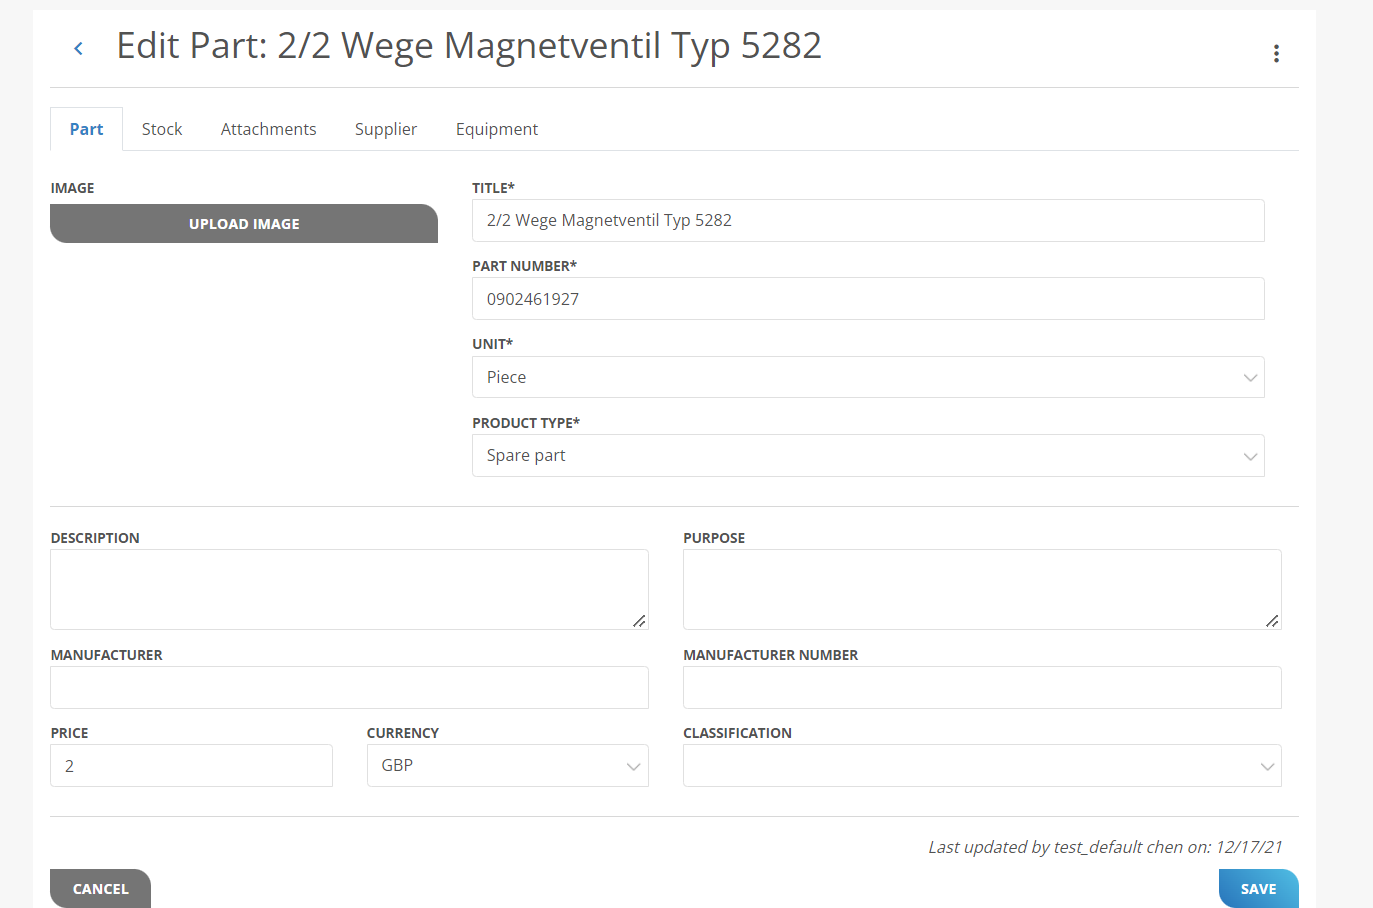 Edit Part: 2/2 Wege Magnetventil Typ 5282
Part Stock Attachments Supplier Equipment
IMAGE
UPLOAD IMAGE
TITLE*
2/2 Wege Magnetventil Typ 5282
PART NUMBER*
0902461927
UNIT*
Piece
PRODUCT TYPE*
Spare part
DESCRIPTION
PURPOSE
MANUFACTURER
MANUFACTURER NUMBER
PRICE
2
CURRENCY
GBP
CLASSIFICATION
Last updated by test_default chen on: 12/17/21
CANCEL
SAVE